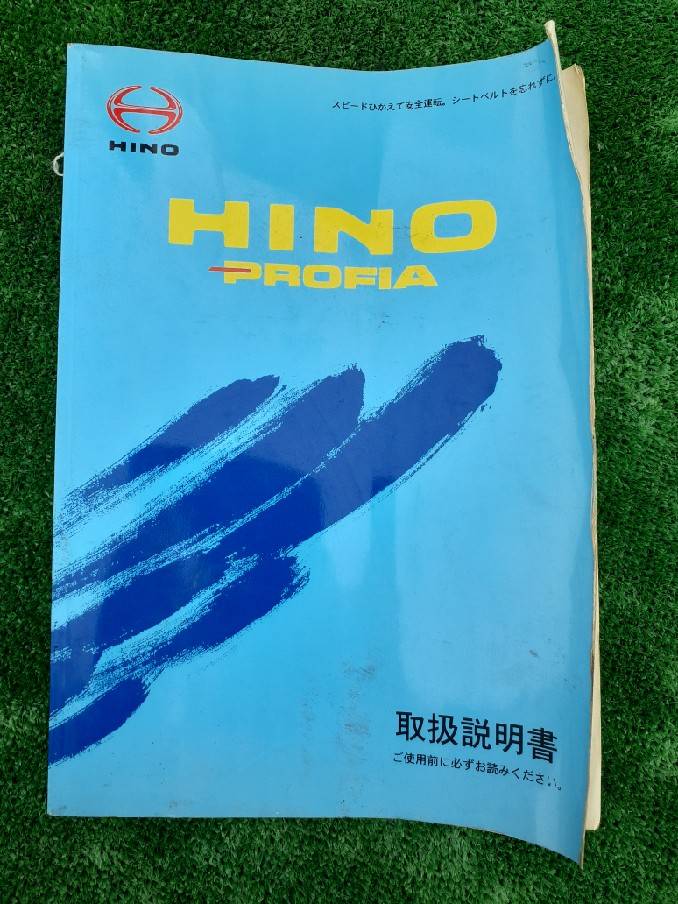 スピードひかえて安全運転。シートベルトを忘れずに。
HINO
HINO
PROFIA
取扱説明書
ご使用前に必ずお読みください。